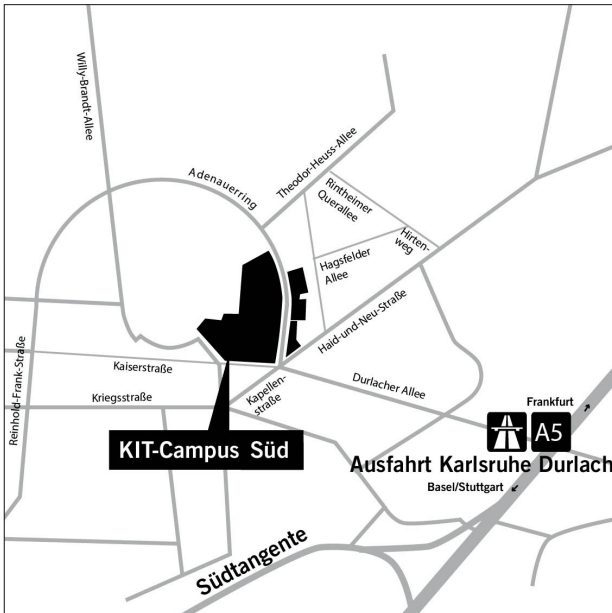 Willy-Brandt-Allee
Adenauerring
Theodor-Heuss-Allee
Rintheimer
Querallee
Hirten-
weg
Hagsfelder
Allee
Haid-und-Neu-Straße
Reinhold-Frank-Straße
Kaiserstraße
Kriegsstraße
Kapellen-
straße
Durlacher Allee
KIT-Campus Süd
Frankfurt
A5
Ausfahrt Karlsruhe Durlach
Basel/Stuttgart
Südtangente